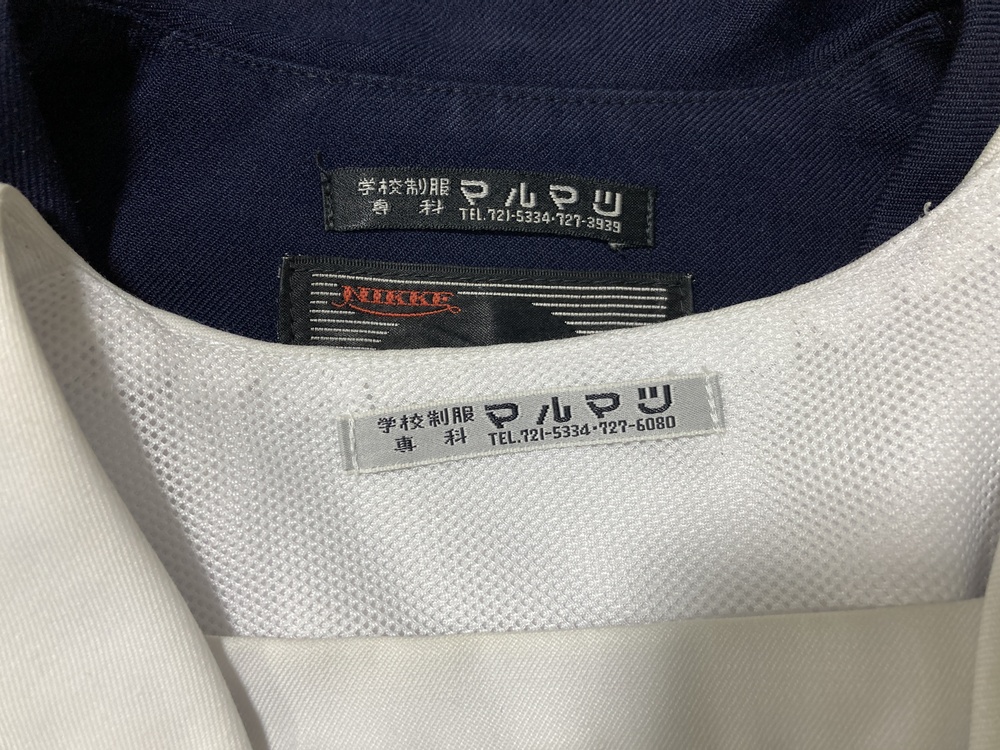 学校制服 マルマツ
専科 TEL.721-5334・727-3939
NIKKE
学校制服 マルマツ
専科 TEL.721-5334・727-6080